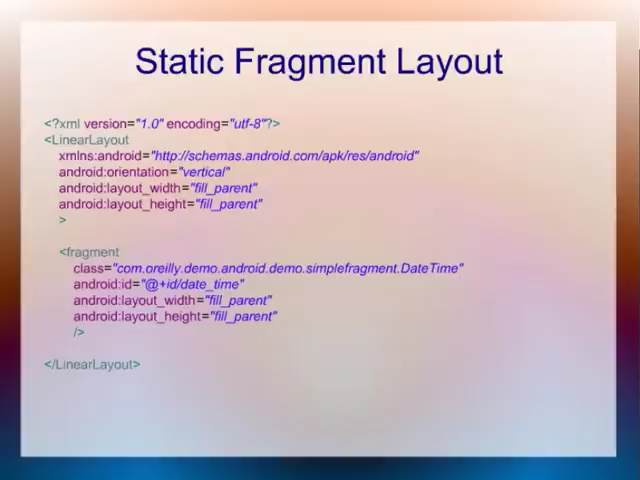 Static Fragment Layout
<?xml version="1.0" encoding="utf-8"?>
<LinearLayout
xmlns:android="http://schemas.android.com/apk/res/android"
android:orientation="vertical"
android:layout_width="fill_parent"
android:layout_height="fill_parent"
>
<fragment
class="com.oreilly.demo.android.demo.simplefragment.DateTime"
android:id="@+id/date_time"
android:layout_width="fill_parent"
android:layout_height="fill_parent"
/>
</LinearLayout>